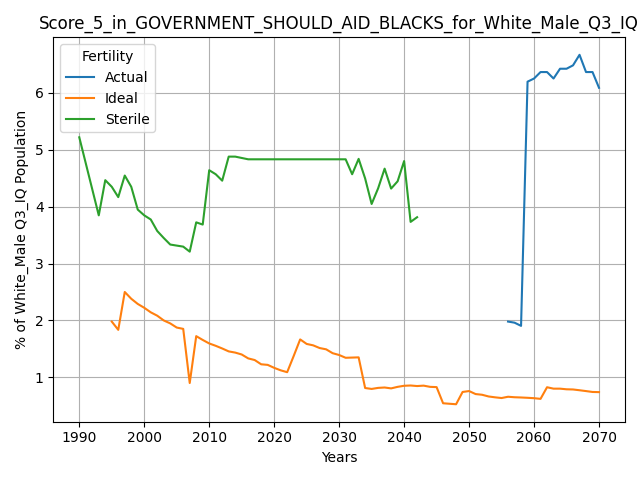 Score_5_in_GOVERNMENT_SHOULD_AID_BLACKS_for_White_Male_Q3_IQ
Fertility
Actual
Ideal
Sterile
% of White_Male Q3_IQ Population
6
5
4
3
2
1
1990 2000 2010 2020 2030 2040 2050 2060 2070
Years